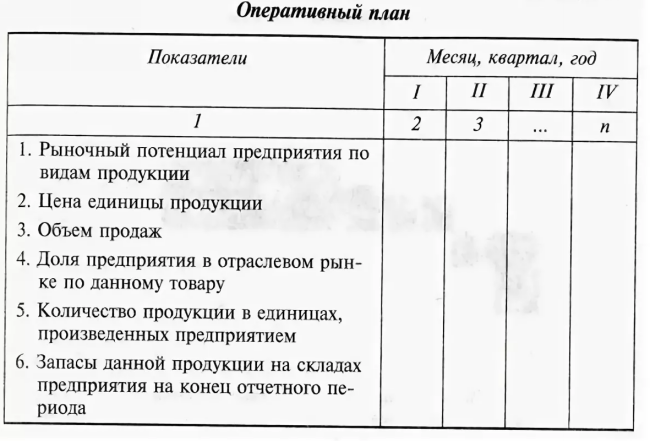 Оперативный план
Показатели
Месяц, квартал, год
I II III IV
1 2 3 ... n
1. Рыночный потенциал предприятия по
видам продукции
2. Цена единицы продукции
3. Объем продаж
4. Доля предприятия в отраслевом рын-
ке по данному товару
5. Количество продукции в единицах,
произведенных предприятием
6. Запасы данной продукции на складах
предприятия на конец отчетного пе-
риода